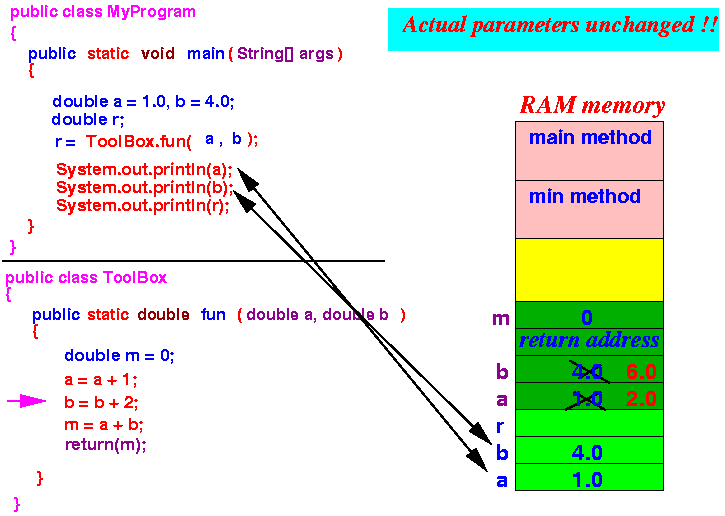 public class MyProgram
{
public static void main ( String[] args )
{
double a = 1.0, b = 4.0;
double r;
r = ToolBox.fun( a , b );
System.out.println(a);
System.out.println(b);
System.out.println(r);
}
}
public class ToolBox
{
public static double fun ( double a, double b )
{
double m = 0;
a = a + 1;
b = b + 2;
m = a + b;
return(m);
}
}
Actual parameters unchanged !!
RAM memory
main method
min method
m 0
return address
b 4.0 6.0
a 1.0 2.0
r
b 4.0
a 1.0